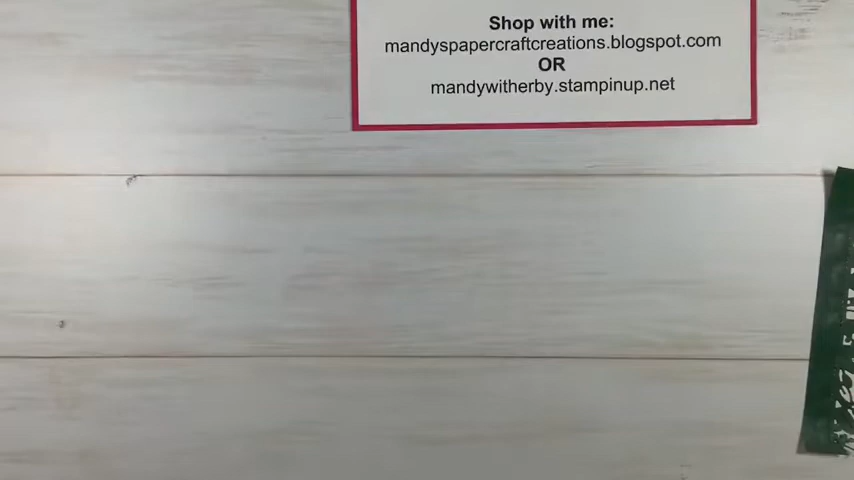 Shop with me:
mandyspapercraftcreations.blogspot.com
OR
mandywitherby.stampinup.net